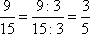 9/15 = 9 : 3/15 : 3 = 3/5